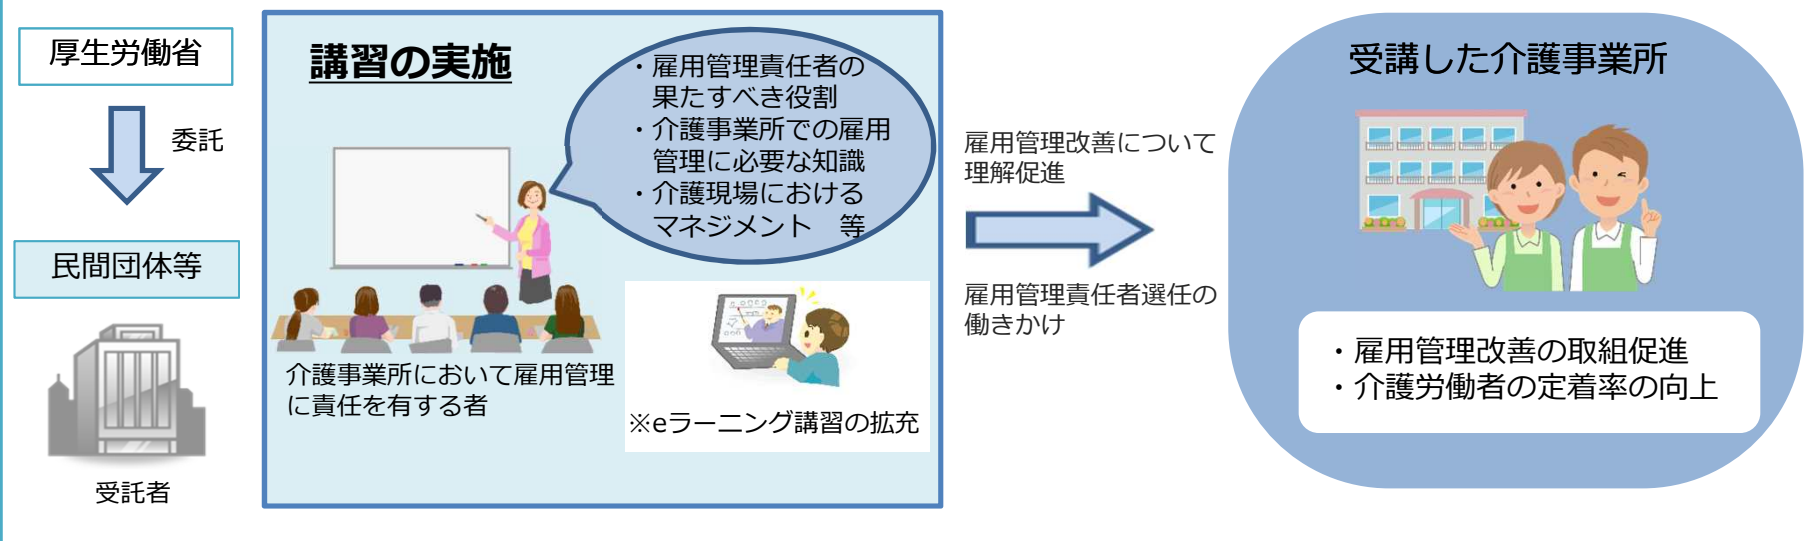 厚生労働省
委託
民間団体等
受託者
講習の実施
・雇用管理責任者の
果たすべき役割
・介護事業所での雇用
管理に必要な知識
・介護現場における
マネジメント　等
介護事業所において雇用管理
に責任を有する者
※eラーニング講習の拡充
雇用管理改善について
理解促進
雇用管理責任者選任の
働きかけ
受講した介護事業所
・雇用管理改善の取組促進
・介護労働者の定着率の向上